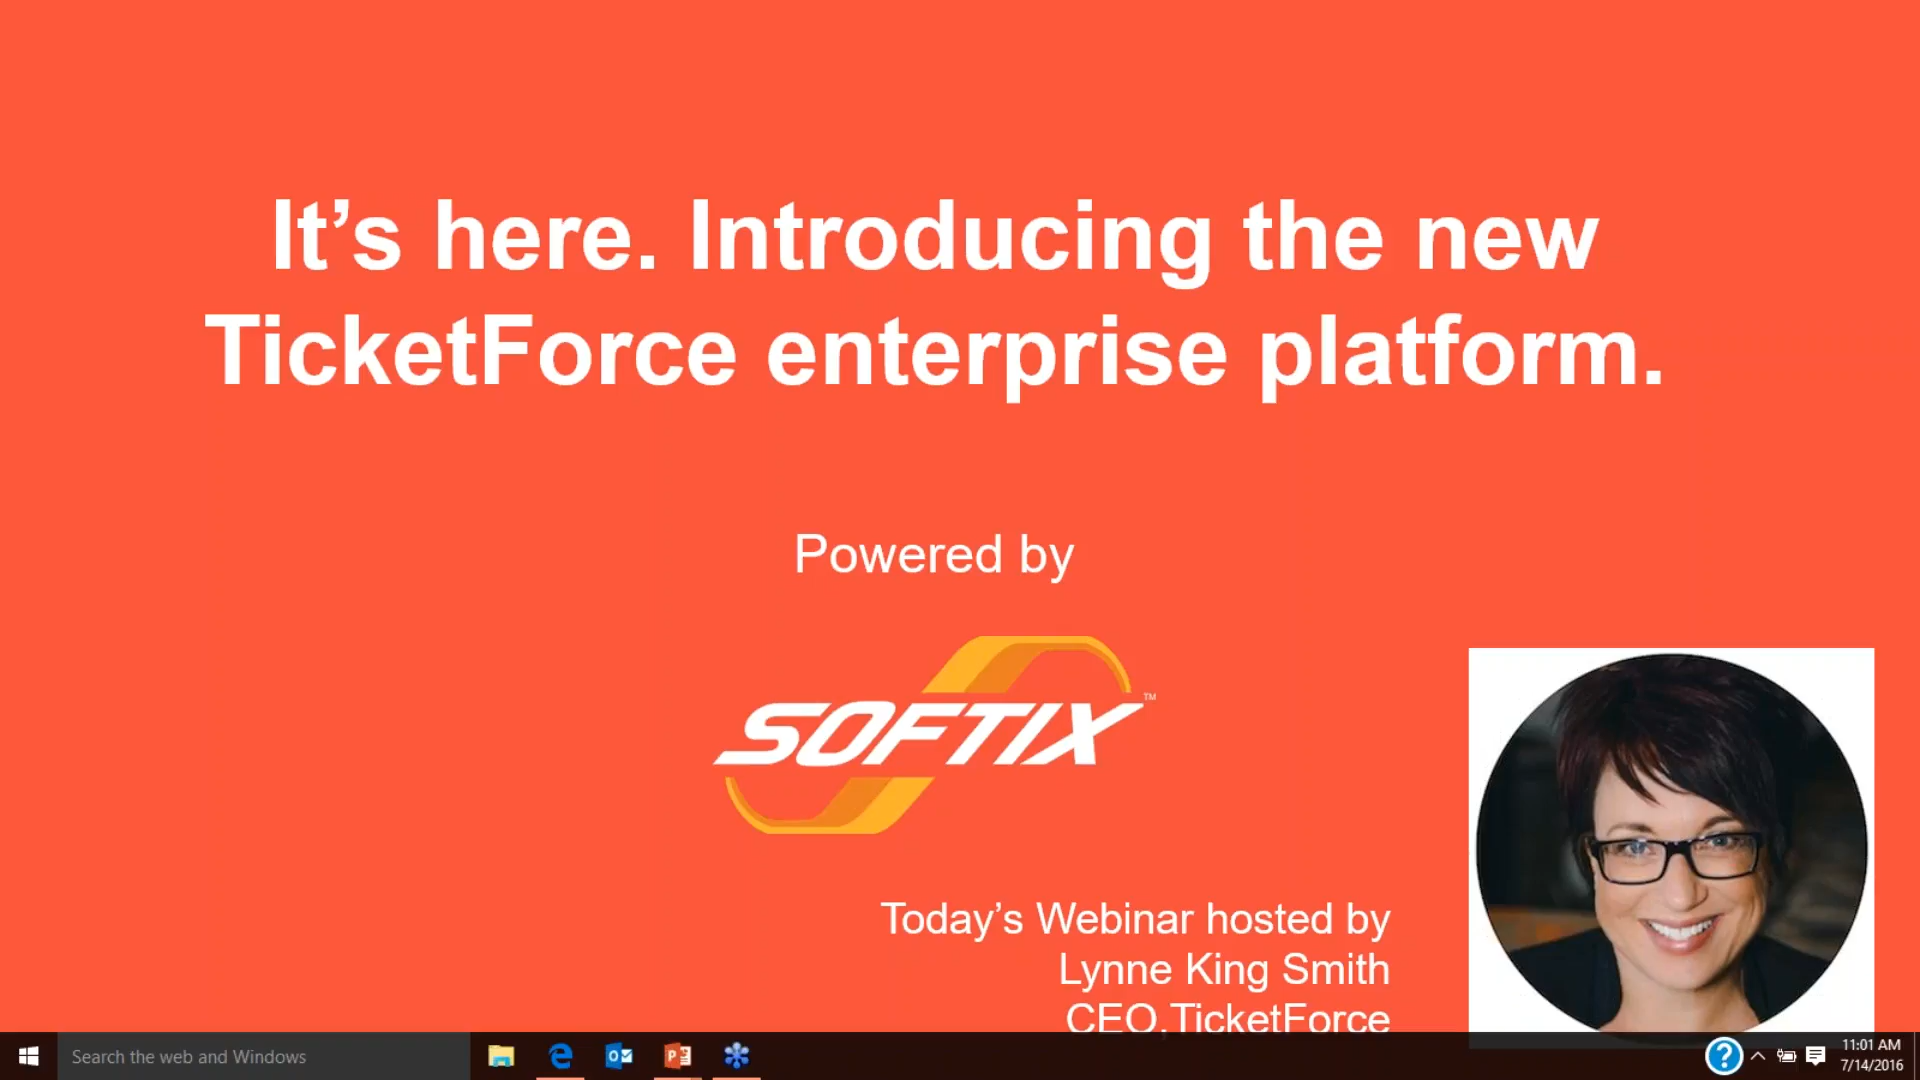 It’s here. Introducing the new
TicketForce enterprise platform.
Powered by
SOFTIX™
Today’s Webinar hosted by
Lynne King Smith
CEO, TicketForce
Search the web and Windows
11:01 AM
7/14/2016